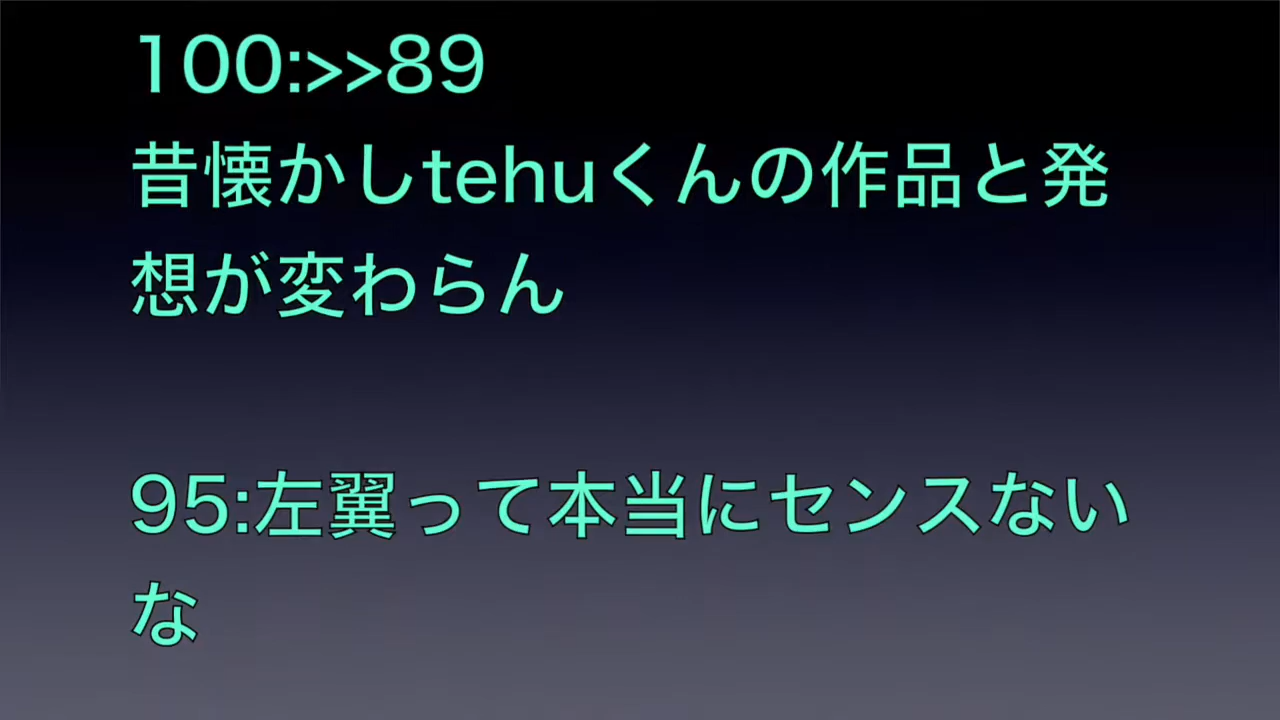 100:>>89
昔懐かしtehuくんの作品と発
想が変わらん
95:左翼って本当にセンスない
な